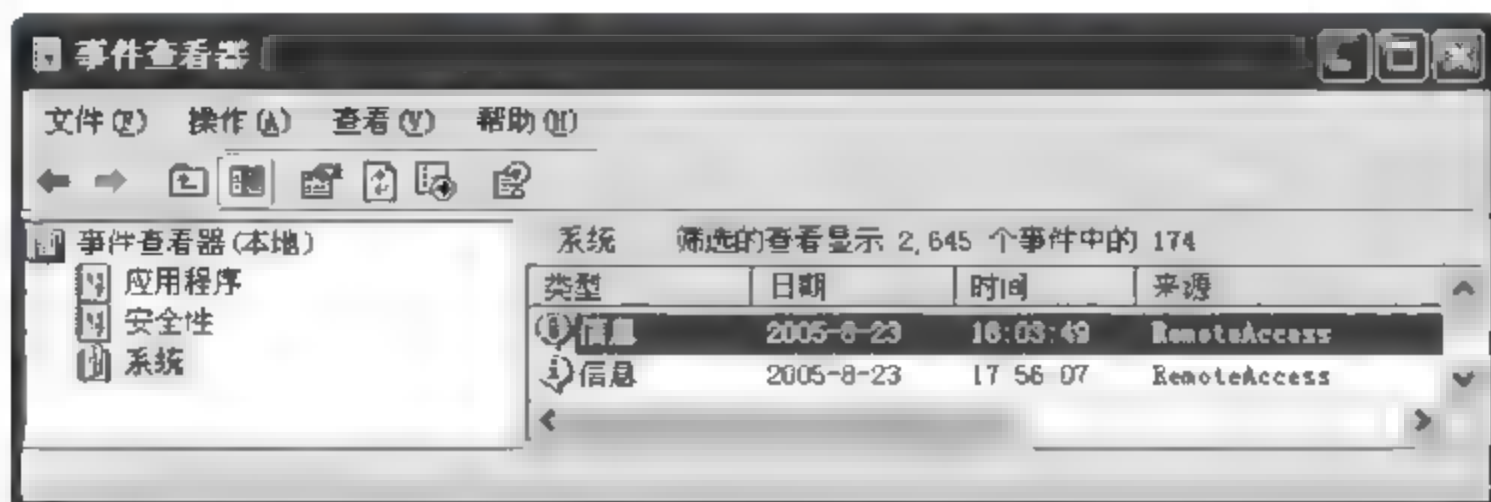 事件查看器
文件(F) 操作(A) 查看(V) 帮助(H)
事件查看器(本地)
应用程序
安全性
系统
系统 筛选的查看显示 2,645 个事件中的 174
类型 日期 时间 来源
信息 2005-8-23 16:03:49 RemoteAccess
信息 2005-8-23 17 56 07 RemoteAccess